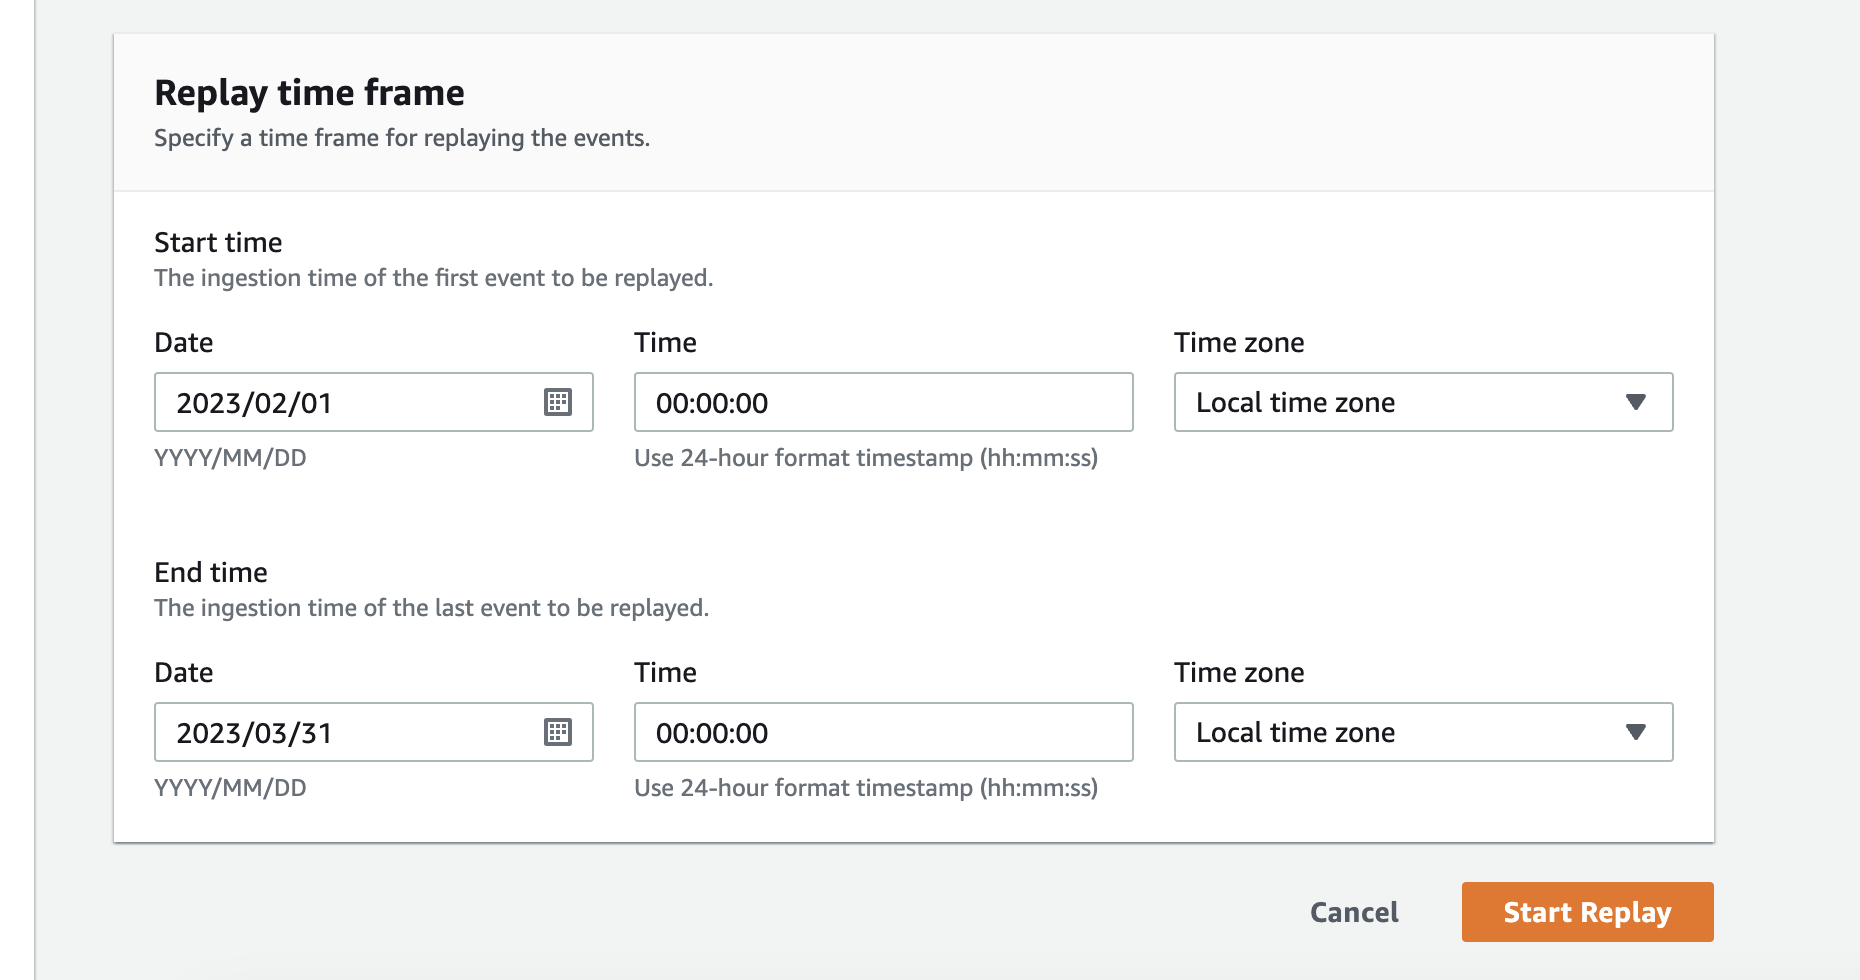 Replay time frame
Specify a time frame for replaying the events.
Start time
The ingestion time of the first event to be replayed.
Date
Time
Time zone
2023/02/01
00:00:00
Local time zone
YYYY/MM/DD
Use 24-hour format timestamp (hh:mm:ss)
End time
The ingestion time of the last event to be replayed.
Date
Time
Time zone
2023/03/31
00:00:00
Local time zone
YYYY/MM/DD
Use 24-hour format timestamp (hh:mm:ss)
Cancel
Start Replay